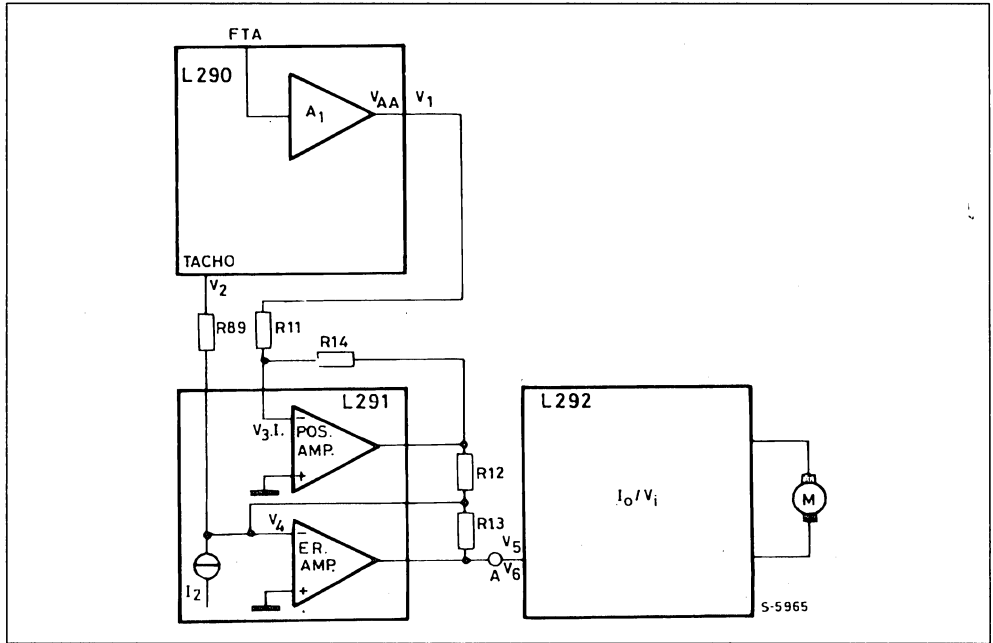 FTA
L290
A1
VAA
V1
TACHO
V2
R89
R11
R14
L291
V3.I.
−
POS.
AMP.
+
R12
V4
−
ER.
AMP.
+
R13
I2
V5
A
V6
L292
Io/Vi
M
S-5965